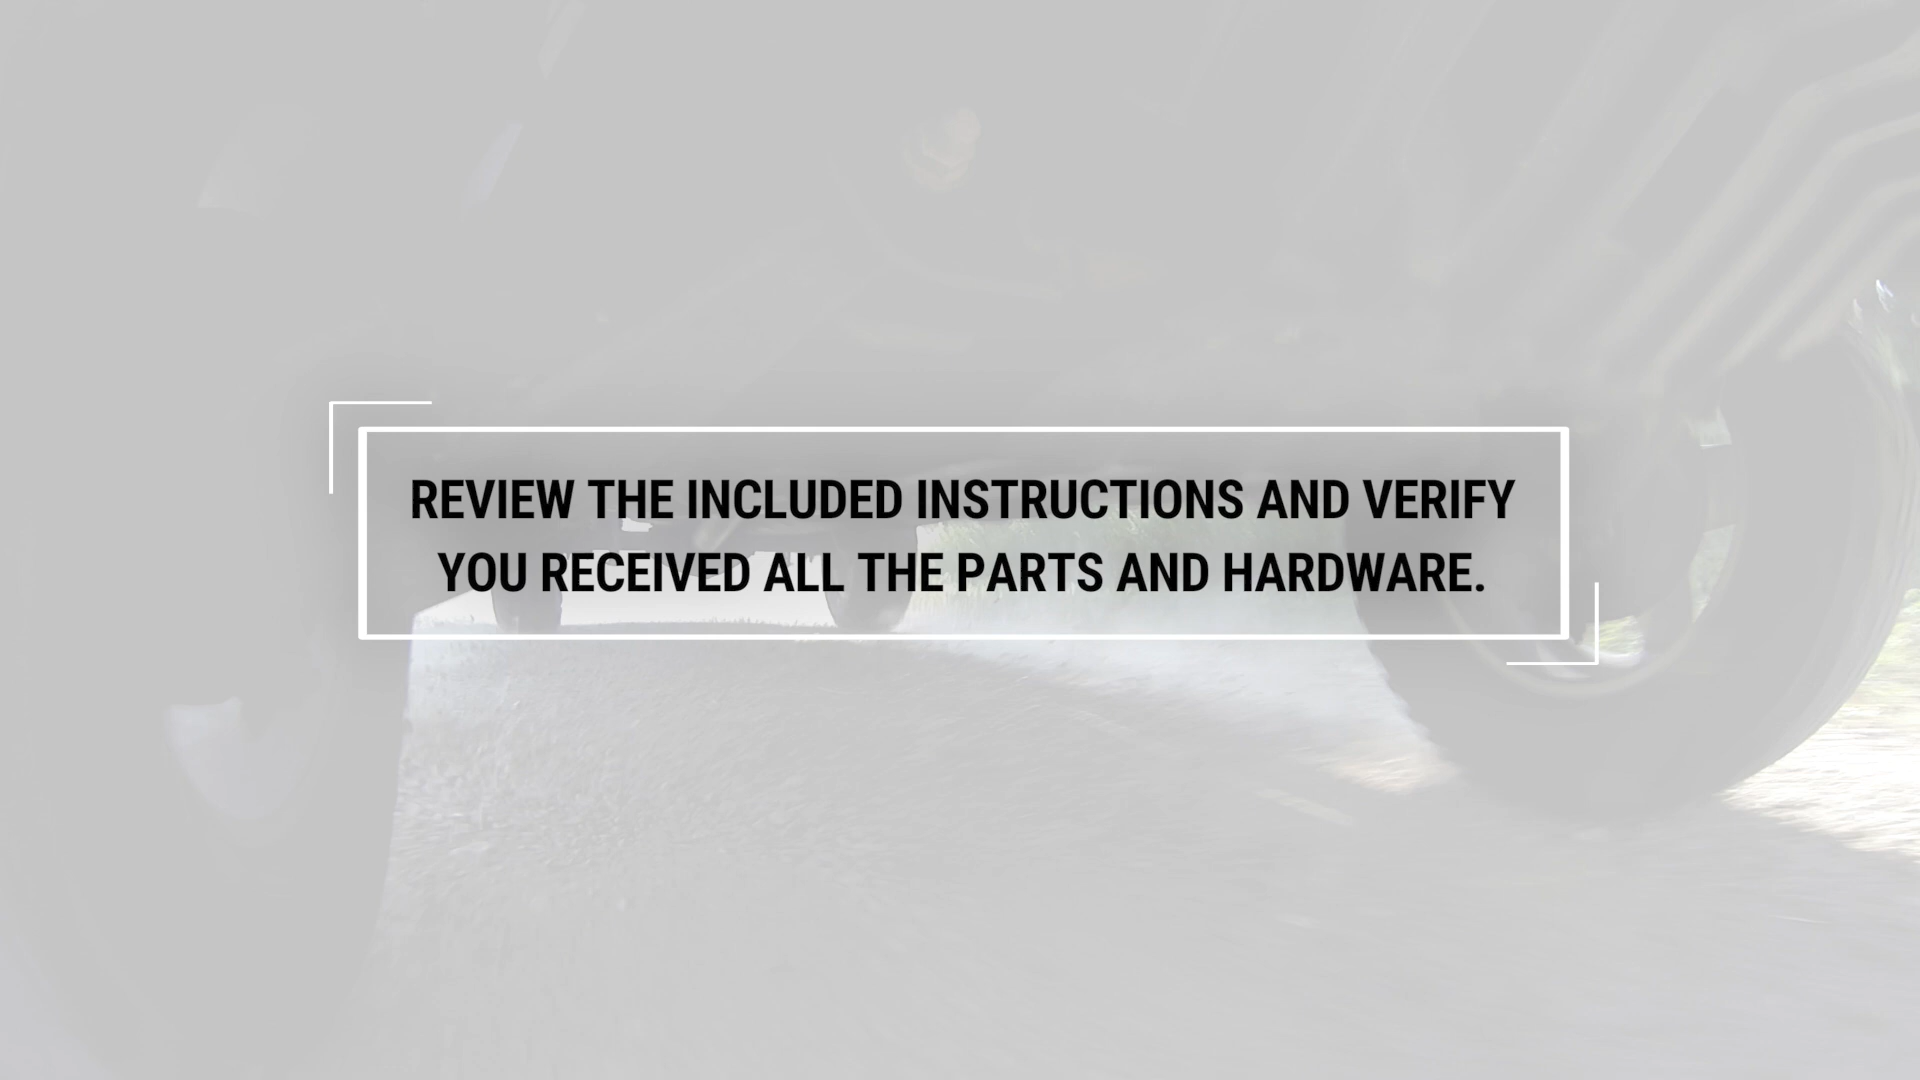 REVIEW THE INCLUDED INSTRUCTIONS AND VERIFY
YOU RECEIVED ALL THE PARTS AND HARDWARE.